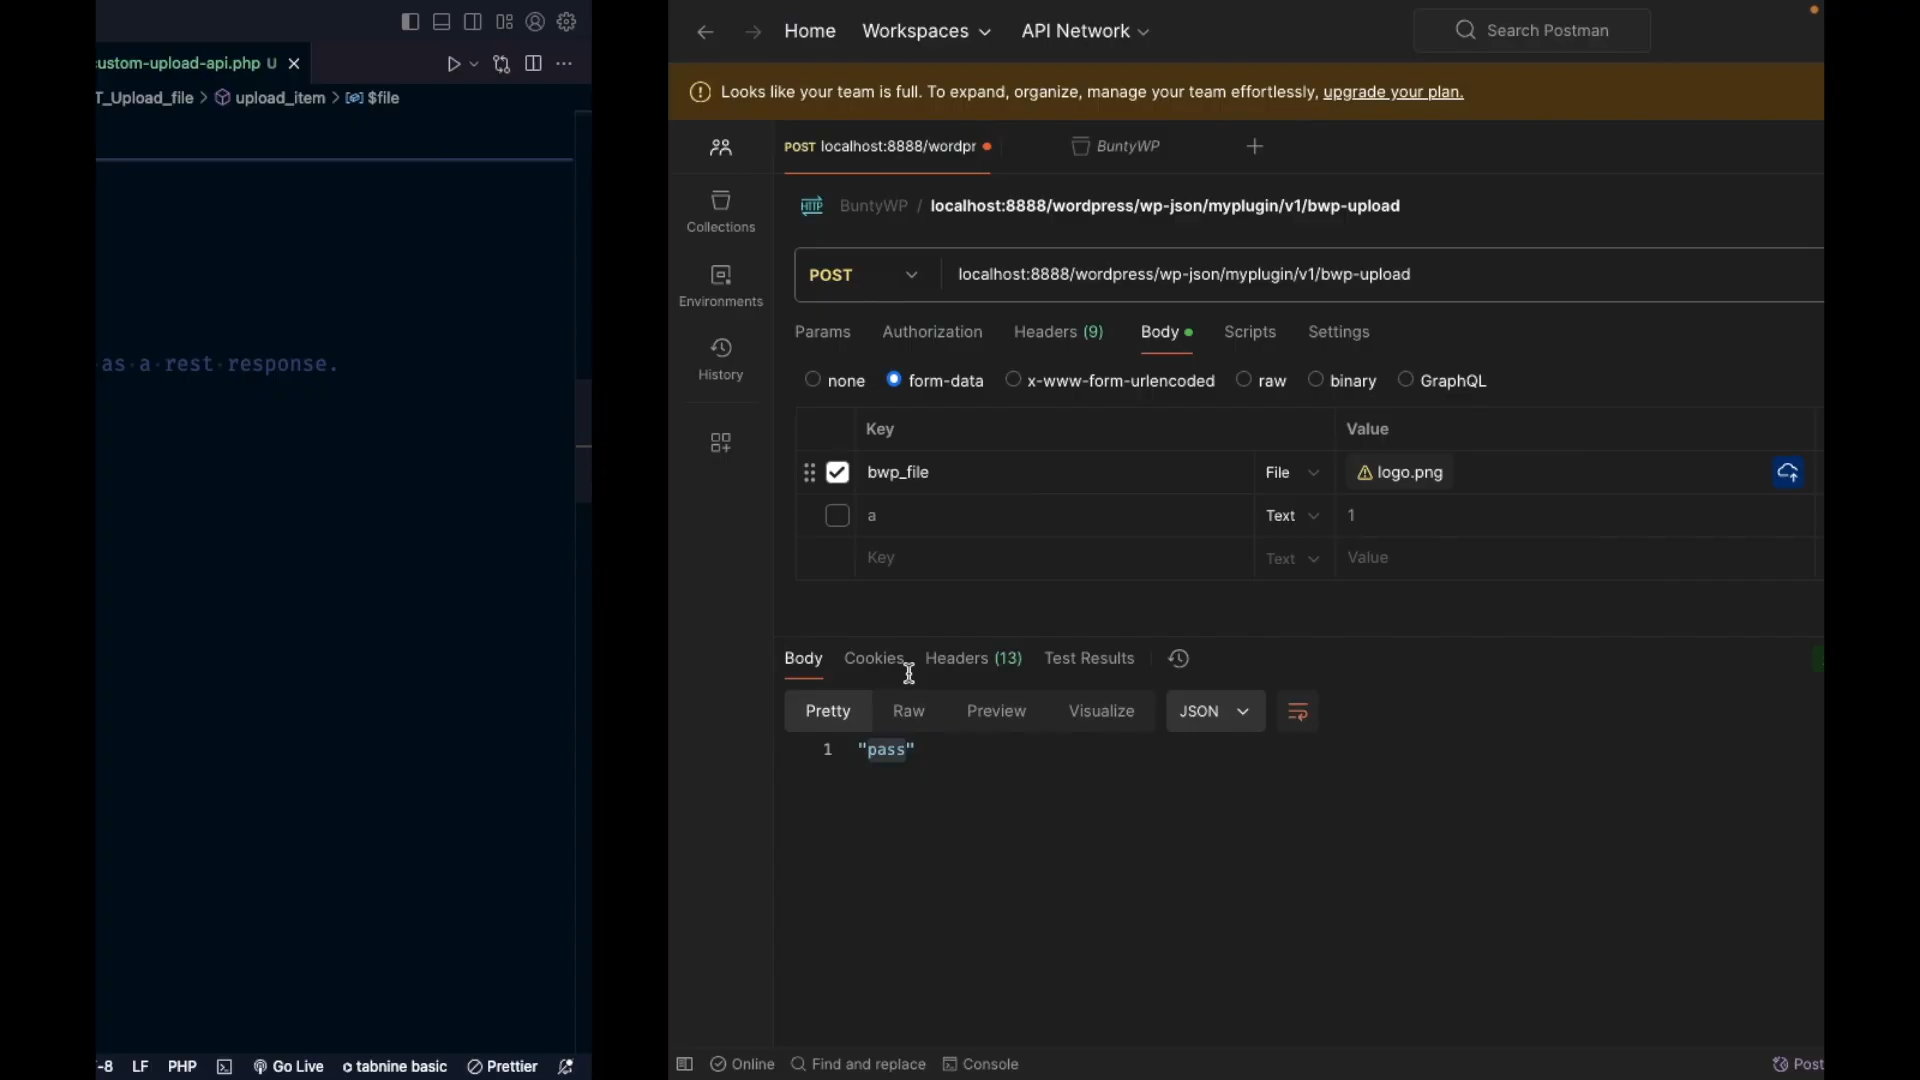 custom-upload-api.php U
T_Upload_file > upload_item > $file
as a rest response.
-8 LF PHP Go Live tabnine basic Prettier
Home Workspaces API Network Search Postman
Looks like your team is full. To expand, organize, manage your team effortlessly, upgrade your plan.
POST localhost:8888/wordpr BuntyWP
Collections
Environments
History
HTTP BuntyWP / localhost:8888/wordpress/wp-json/myplugin/v1/bwp-upload
POST localhost:8888/wordpress/wp-json/myplugin/v1/bwp-upload
Params Authorization Headers (9) Body Scripts Settings
none form-data x-www-form-urlencoded raw binary GraphQL
Key Value
bwp_file File logo.png
a Text 1
Key Text Value
Body Cookies Headers (13) Test Results
Pretty Raw Preview Visualize JSON
1 "pass"
Online Find and replace Console Post